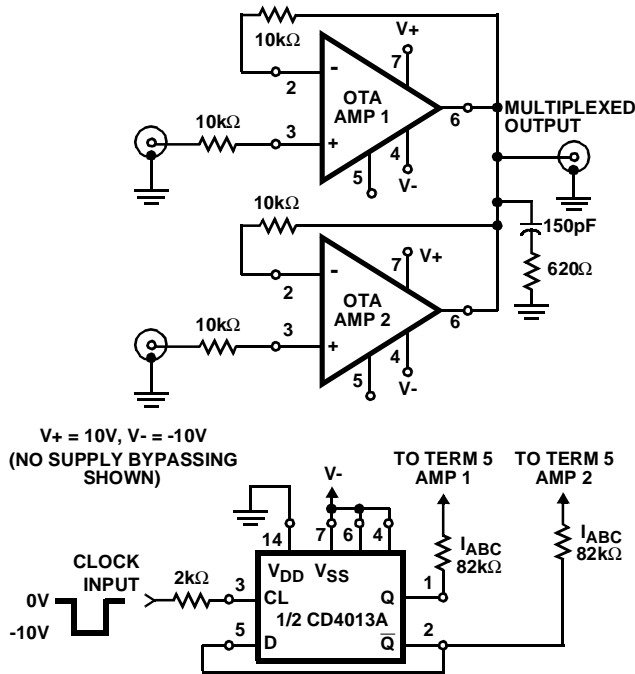 10kΩ
V+
7
-
2
OTA
AMP 1
6
MULTIPLEXED
OUTPUT
10kΩ
3
+
4
5
V-
10kΩ
150pF
7
V+
-
2
620Ω
OTA
AMP 2
6
10kΩ
3
+
4
5
V-
V+ = 10V, V- = -10V
(NO SUPPLY BYPASSING
SHOWN)
V-
TO TERM 5
AMP 1
TO TERM 5
AMP 2
14
7
6
4
IABC
82kΩ
IABC
82kΩ
CLOCK
INPUT
2kΩ
3
VDD
VSS
1
0V
-10V
CL
Q
1/2 CD4013A
5
D
Q̅
2